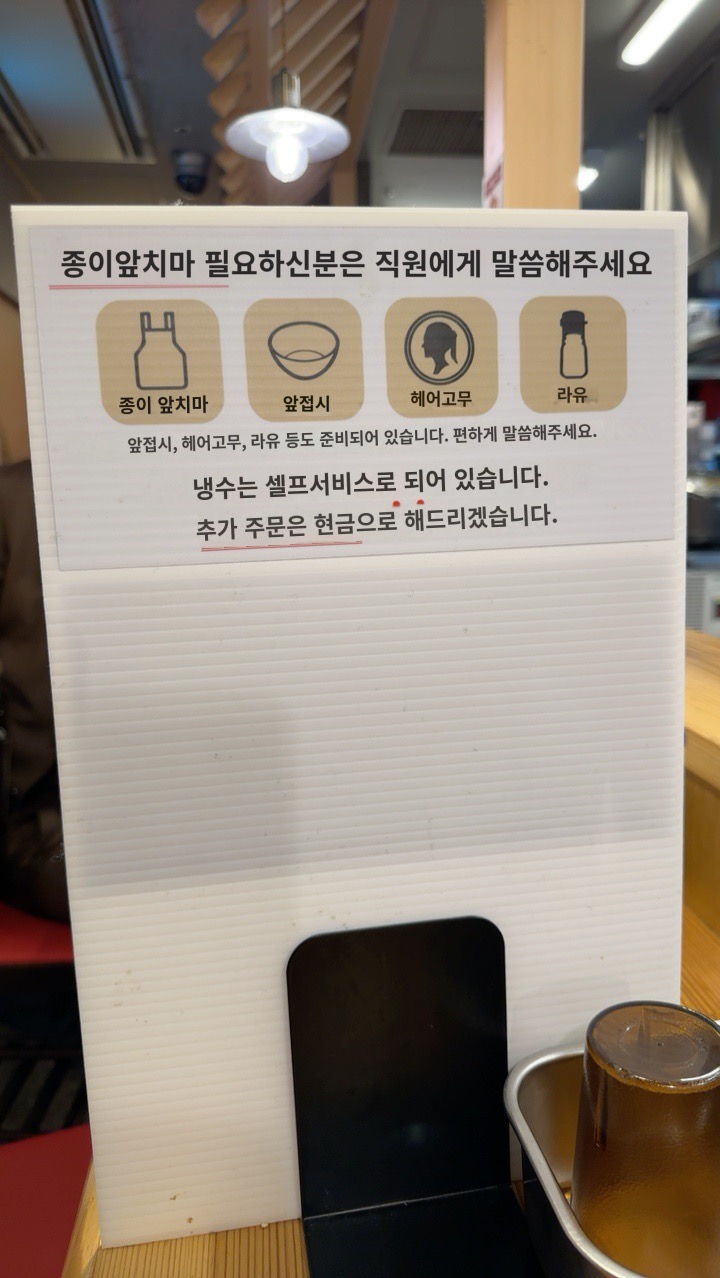 종이앞치마 필요하신분은 직원에게 말씀해주세요
종이 앞치마 앞접시 헤어고무 라유
앞접시, 헤어고무, 라유 등도 준비되어 있습니다. 편하게 말씀해주세요.
냉수는 셀프서비스로 되어 있습니다.
추가 주문은 현금으로 해드리겠습니다.